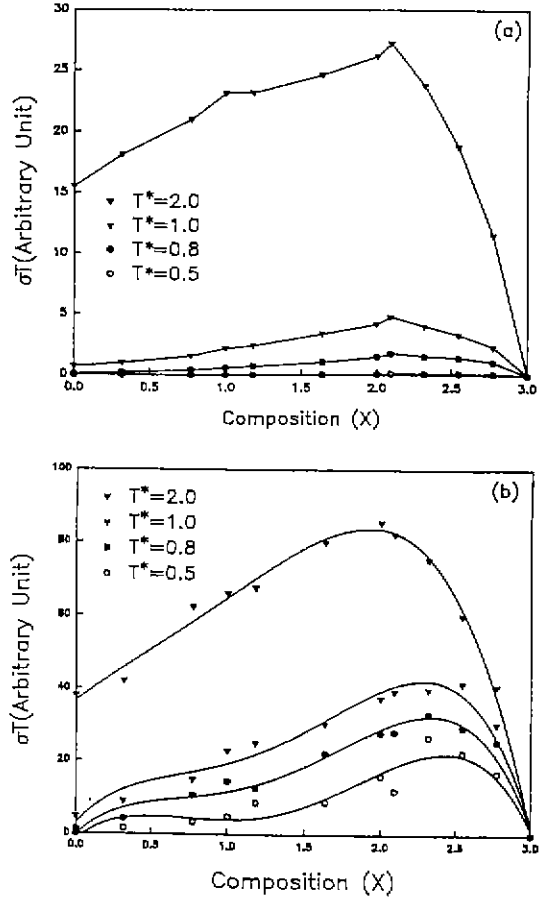 (a)
30
25
20
15
10
5
0
σT(Arbitrary Unit)
T*=2.0
T*=1.0
T*=0.8
T*=0.5
0.0 0.5 1.0 1.5 2.0 2.5 3.0
Composition (X)
(b)
100
80
60
40
20
0
σT(Arbitrary Unit)
T*=2.0
T*=1.0
T*=0.8
T*=0.5
0.0 0.5 1.0 1.5 2.0 2.5 3.0
Composition (X)